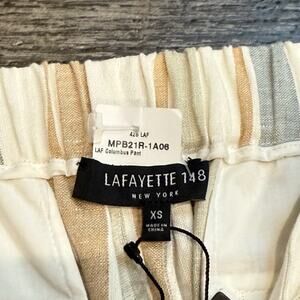 428 LAF
MPB21R-1A06
LAF Columbus Pant
LAFAYETTE 148
NEW YORK
XS
MADE IN
CHINA